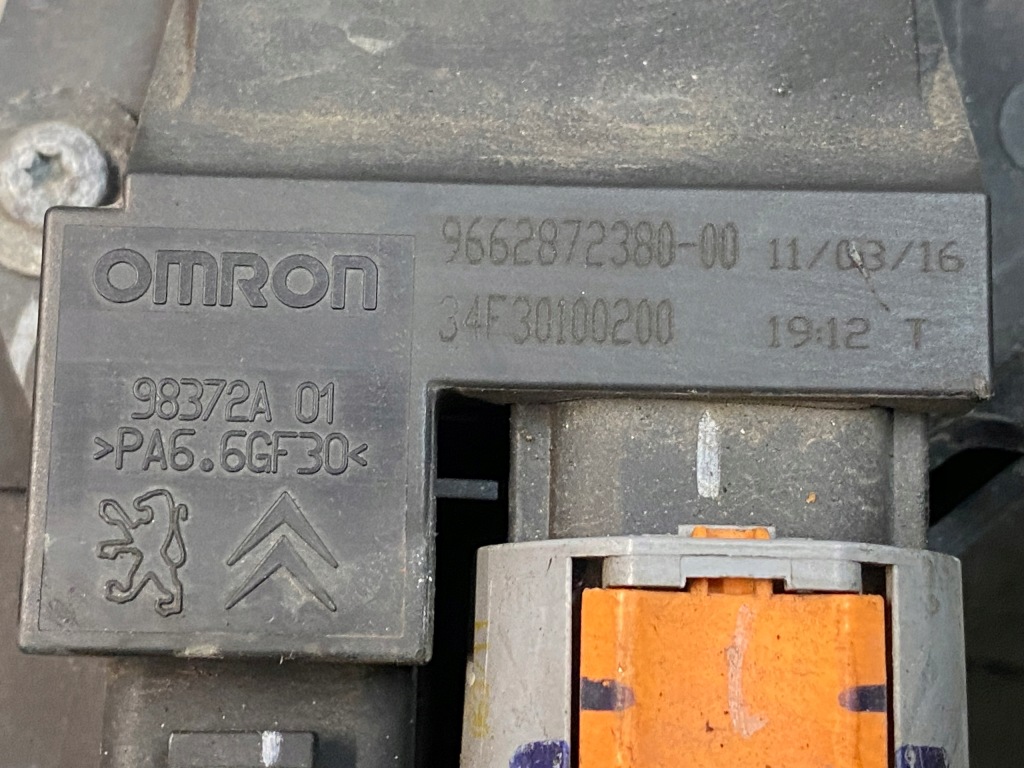 OMRON
98372A 01
>PA6.6GF30<
9662872380-00 11/03/16
34F30100200 19:12 T